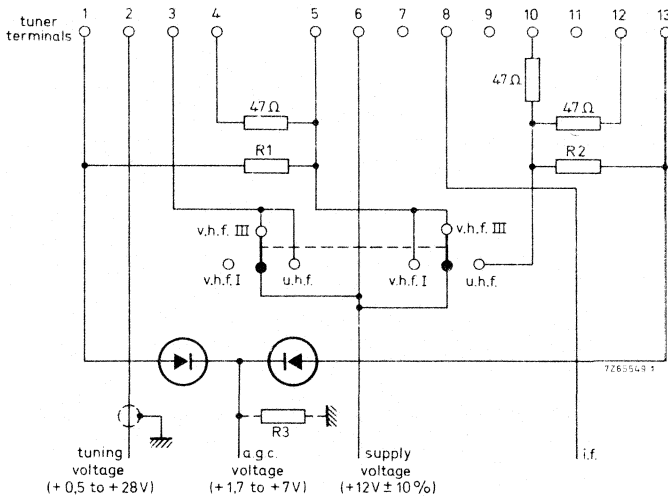 tuner terminals
1 2 3 4 5 6 7 8 9 10 11 12 13
47Ω
47Ω
47Ω
R1
R2
v.h.f. III
v.h.f. III
v.h.f. I
u.h.f.
v.h.f. I
u.h.f.
7Z65549 1
R3
tuning
voltage
(+0,5 to +28V)
a.g.c.
voltage
(+1,7 to +7V)
supply
voltage
(+12V ± 10%)
i.f.